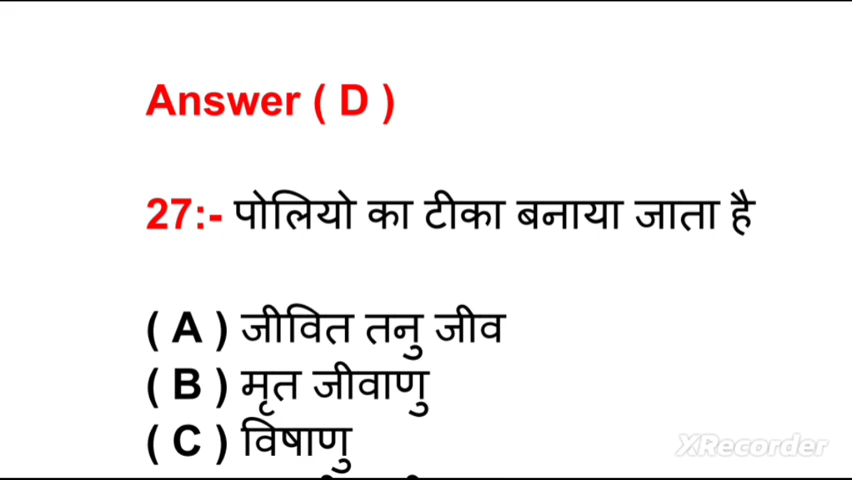 Answer ( D )
27:- पोलियो का टीका बनाया जाता है
( A ) जीवित तनु जीव
( B ) मृत जीवाणु
( C ) विषाणु
XRecorder